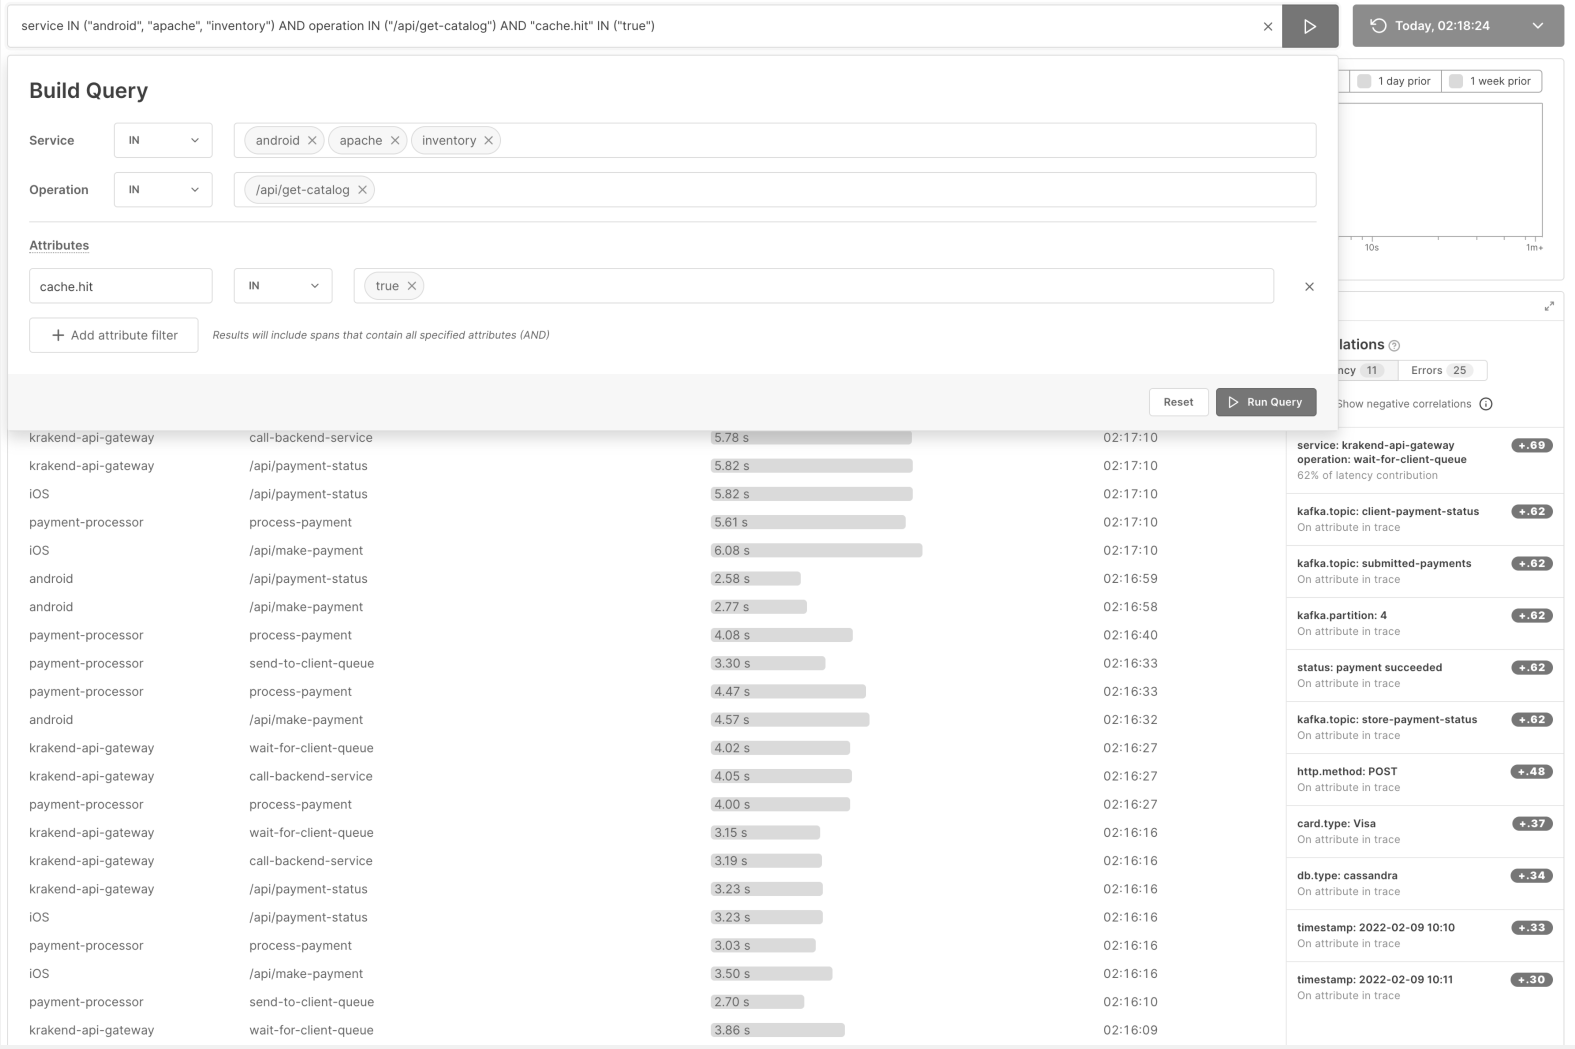 service IN ("android", "apache", "inventory") AND operation IN ("/api/get-catalog") AND "cache.hit" IN ("true")
Today, 02:18:24
Build Query
1 day prior
1 week prior
Service
IN
android
apache
inventory
Operation
IN
/api/get-catalog
10s
1m+
Attributes
cache.hit
IN
true
Add attribute filter
Results will include spans that contain all specified attributes (AND)
Reset
Run Query
lations
ncy 11
Errors 25
Show negative correlations
krakend-api-gateway call-backend-service 5.78 s 02:17:10
krakend-api-gateway /api/payment-status 5.82 s 02:17:10
iOS /api/payment-status 5.82 s 02:17:10
payment-processor process-payment 5.61 s 02:17:10
iOS /api/make-payment 6.08 s 02:17:10
android /api/payment-status 2.58 s 02:16:59
android /api/make-payment 2.77 s 02:16:58
payment-processor process-payment 4.08 s 02:16:40
payment-processor send-to-client-queue 3.30 s 02:16:33
payment-processor process-payment 4.47 s 02:16:33
android /api/make-payment 4.57 s 02:16:32
krakend-api-gateway wait-for-client-queue 4.02 s 02:16:27
krakend-api-gateway call-backend-service 4.05 s 02:16:27
payment-processor process-payment 4.00 s 02:16:27
krakend-api-gateway wait-for-client-queue 3.15 s 02:16:16
krakend-api-gateway call-backend-service 3.19 s 02:16:16
krakend-api-gateway /api/payment-status 3.23 s 02:16:16
iOS /api/payment-status 3.23 s 02:16:16
payment-processor process-payment 3.03 s 02:16:16
iOS /api/make-payment 3.50 s 02:16:16
payment-processor send-to-client-queue 2.70 s 02:16:10
krakend-api-gateway wait-for-client-queue 3.86 s 02:16:09
service: krakend-api-gateway +.69
operation: wait-for-client-queue
62% of latency contribution
kafka.topic: client-payment-status +.62
On attribute in trace
kafka.topic: submitted-payments +.62
On attribute in trace
kafka.partition: 4 +.62
On attribute in trace
status: payment succeeded +.62
On attribute in trace
kafka.topic: store-payment-status +.62
On attribute in trace
http.method: POST +.48
On attribute in trace
card.type: Visa +.37
On attribute in trace
db.type: cassandra +.34
On attribute in trace
timestamp: 2022-02-09 10:10 +.33
On attribute in trace
timestamp: 2022-02-09 10:11 +.30
On attribute in trace